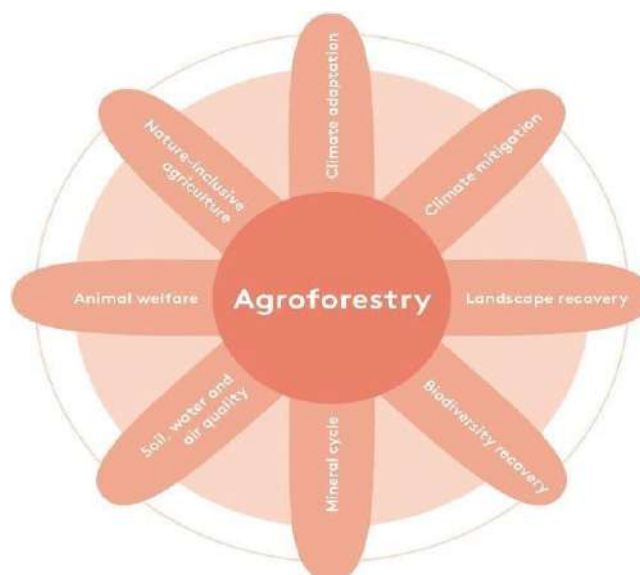 Climate adaptation
Climate mitigation
Landscape recovery
Biodiversity recovery
Mineral cycle
Soil, water and
air quality
Animal welfare
Nature-inclusive
agriculture
Agroforestry